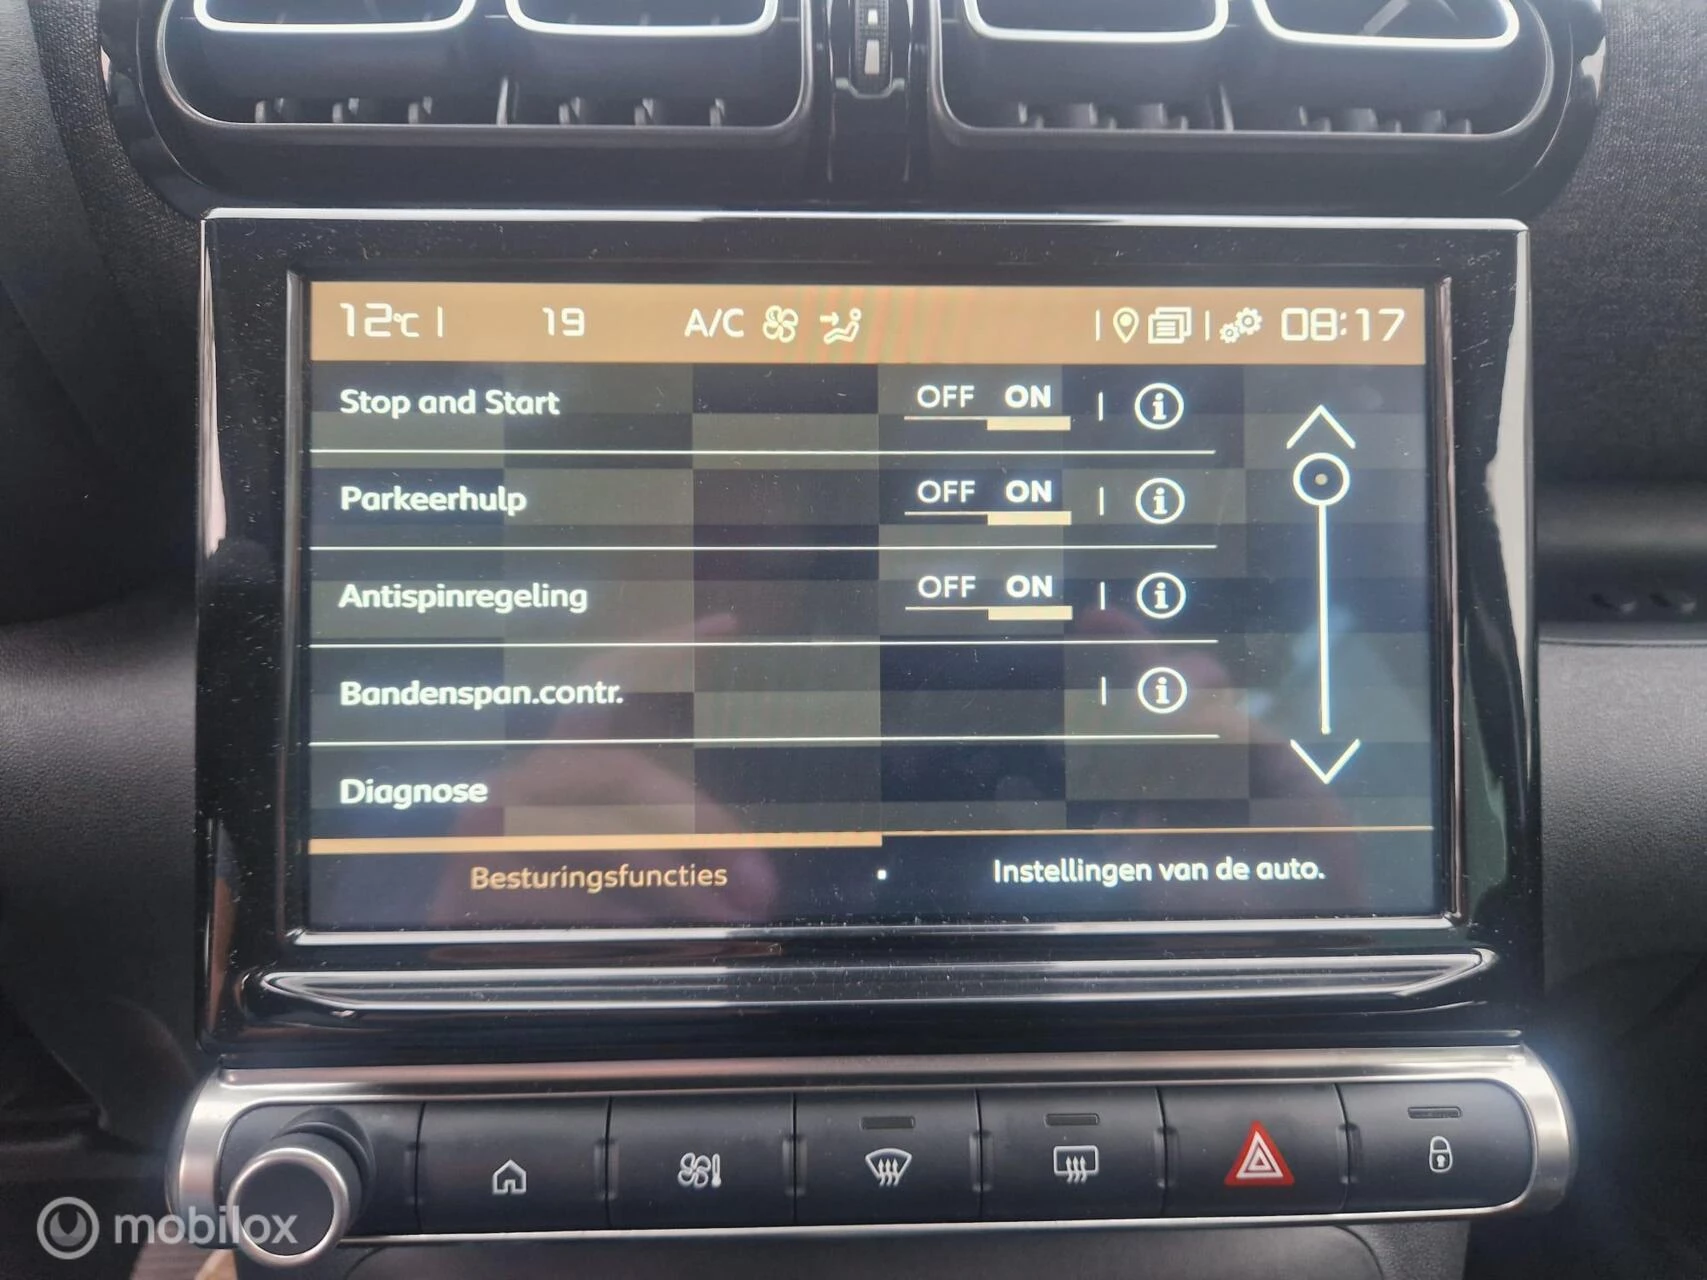 12°C 19 A/C 08:17
Stop and Start OFF ON
Parkeerhulp OFF ON
Antispinregeling OFF ON
Bandenspan.contr.
Diagnose
Besturingsfuncties Instellingen van de auto.
mobilox